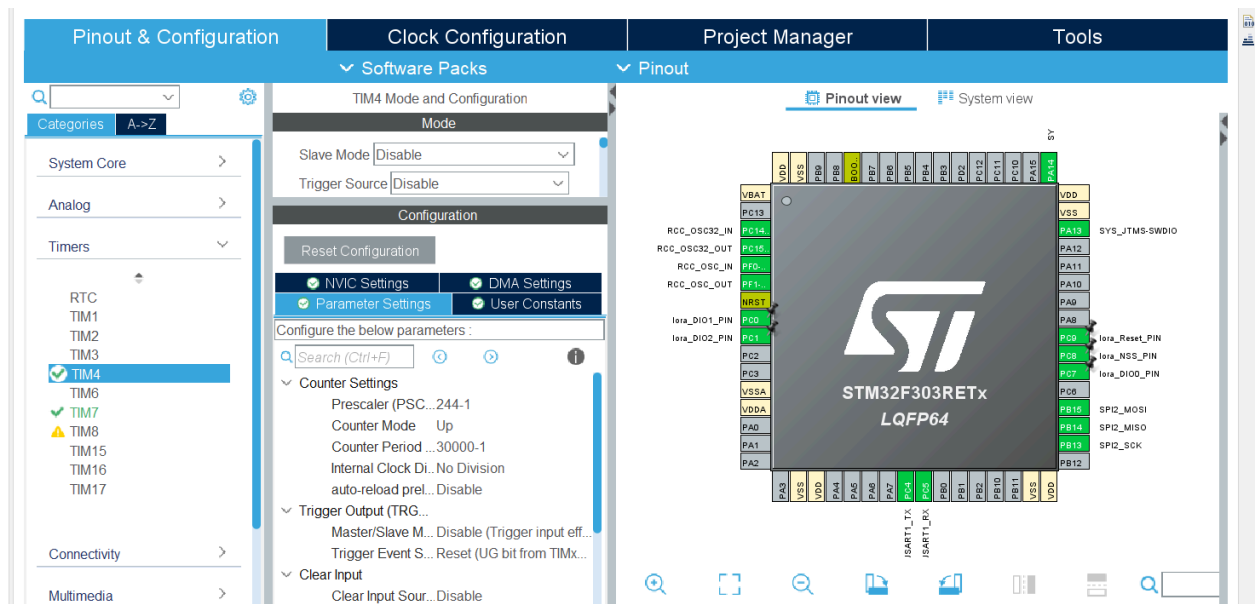 Pinout & Configuration
Clock Configuration
Project Manager
Tools
Software Packs
Pinout
Categories
A->Z
System Core
Analog
Timers
RTC
TIM1
TIM2
TIM3
TIM4
TIM6
TIM7
TIM8
TIM15
TIM16
TIM17
Connectivity
Multimedia
TIM4 Mode and Configuration
Mode
Slave Mode Disable
Trigger Source Disable
Configuration
Reset Configuration
NVIC Settings
DMA Settings
Parameter Settings
User Constants
Configure the below parameters :
Search (Ctrl+F)
Counter Settings
Prescaler (PSC... 244-1
Counter Mode Up
Counter Period ... 30000-1
Internal Clock Di.. No Division
auto-reload prel... Disable
Trigger Output (TRG...
Master/Slave M... Disable (Trigger input eff...
Trigger Event S... Reset (UG bit from TIMx...
Clear Input
Clear Input Sour... Disable
Pinout view
System view
SY
VDD
VSS
PB9
PB8
BOO..
PB7
PB6
PB5
PB4
PB3
PD2
PC12
PC11
PC10
PA15
PA14
VBAT
PC13
RCC_OSC32_IN PC14..
RCC_OSC32_OUT PC15..
RCC_OSC_IN PF0-..
RCC_OSC_OUT PF1-..
NRST
lora_DIO1_PIN PC0
lora_DIO2_PIN PC1
PC2
PC3
VSSA
VDDA
PA0
PA1
PA2
STM32F303RETx
LQFP64
VDD
VSS
PA13 SYS_JTMS-SWDIO
PA12
PA11
PA10
PA9
PA8
PC9 lora_Reset_PIN
PC8 lora_NSS_PIN
PC7 lora_DIO0_PIN
PC6
PB15 SPI2_MOSI
PB14 SPI2_MISO
PB13 SPI2_SCK
PB12
PA3
VSS
VDD
PA4
PA5
PA6
PA7
PC4
PC5
PB0
PB1
PB2
PB10
PB11
VSS
VDD
JSART1_TX
JSART1_RX